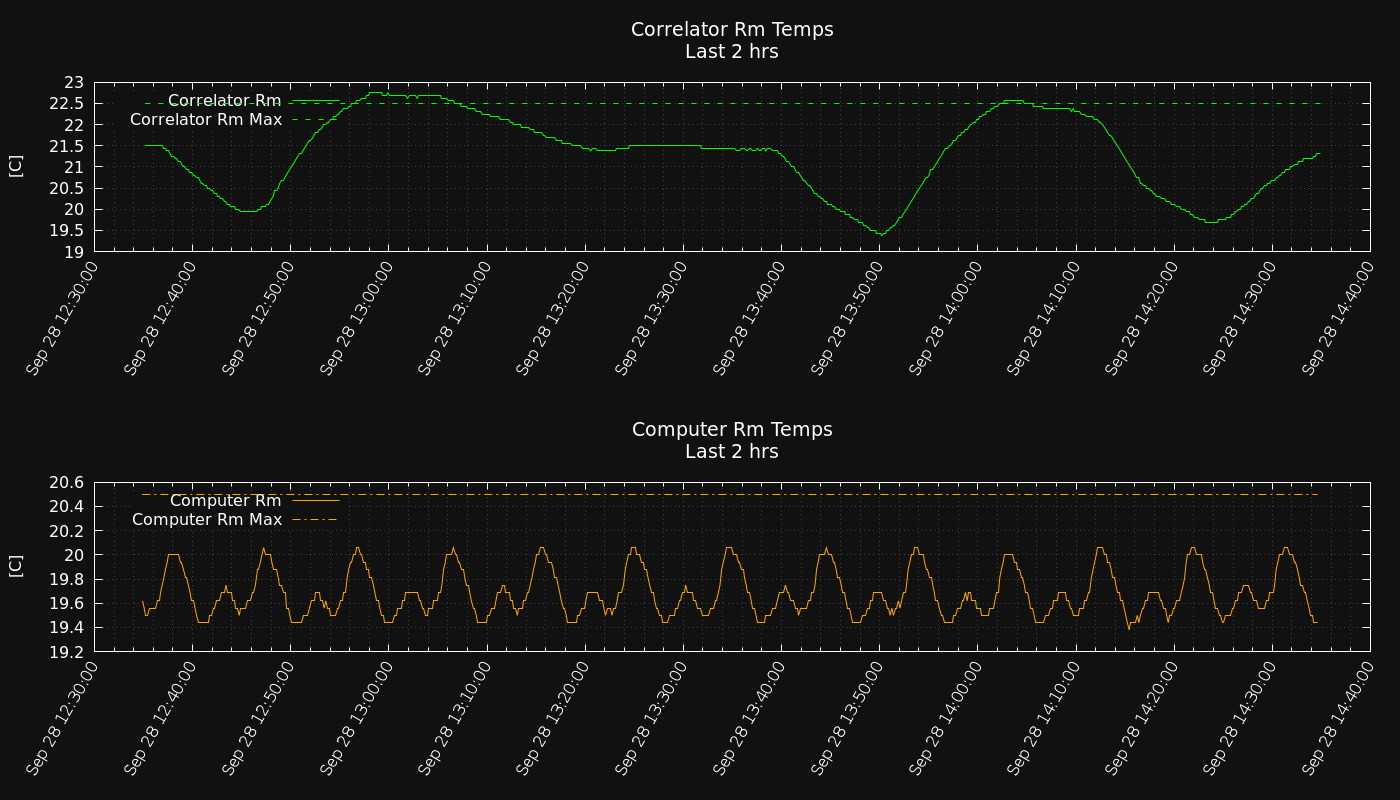 Correlator Rm Temps
Last 2 hrs
23
22.5
22
21.5
21
20.5
20
19.5
19
[C]
Correlator Rm
Correlator Rm Max
Sep 28 12:30:00
Sep 28 12:40:00
Sep 28 12:50:00
Sep 28 13:00:00
Sep 28 13:10:00
Sep 28 13:20:00
Sep 28 13:30:00
Sep 28 13:40:00
Sep 28 13:50:00
Sep 28 14:00:00
Sep 28 14:10:00
Sep 28 14:20:00
Sep 28 14:30:00
Sep 28 14:40:00
Computer Rm Temps
Last 2 hrs
20.6
20.4
20.2
20
19.8
19.6
19.4
19.2
[C]
Computer Rm
Computer Rm Max
Sep 28 12:30:00
Sep 28 12:40:00
Sep 28 12:50:00
Sep 28 13:00:00
Sep 28 13:10:00
Sep 28 13:20:00
Sep 28 13:30:00
Sep 28 13:40:00
Sep 28 13:50:00
Sep 28 14:00:00
Sep 28 14:10:00
Sep 28 14:20:00
Sep 28 14:30:00
Sep 28 14:40:00